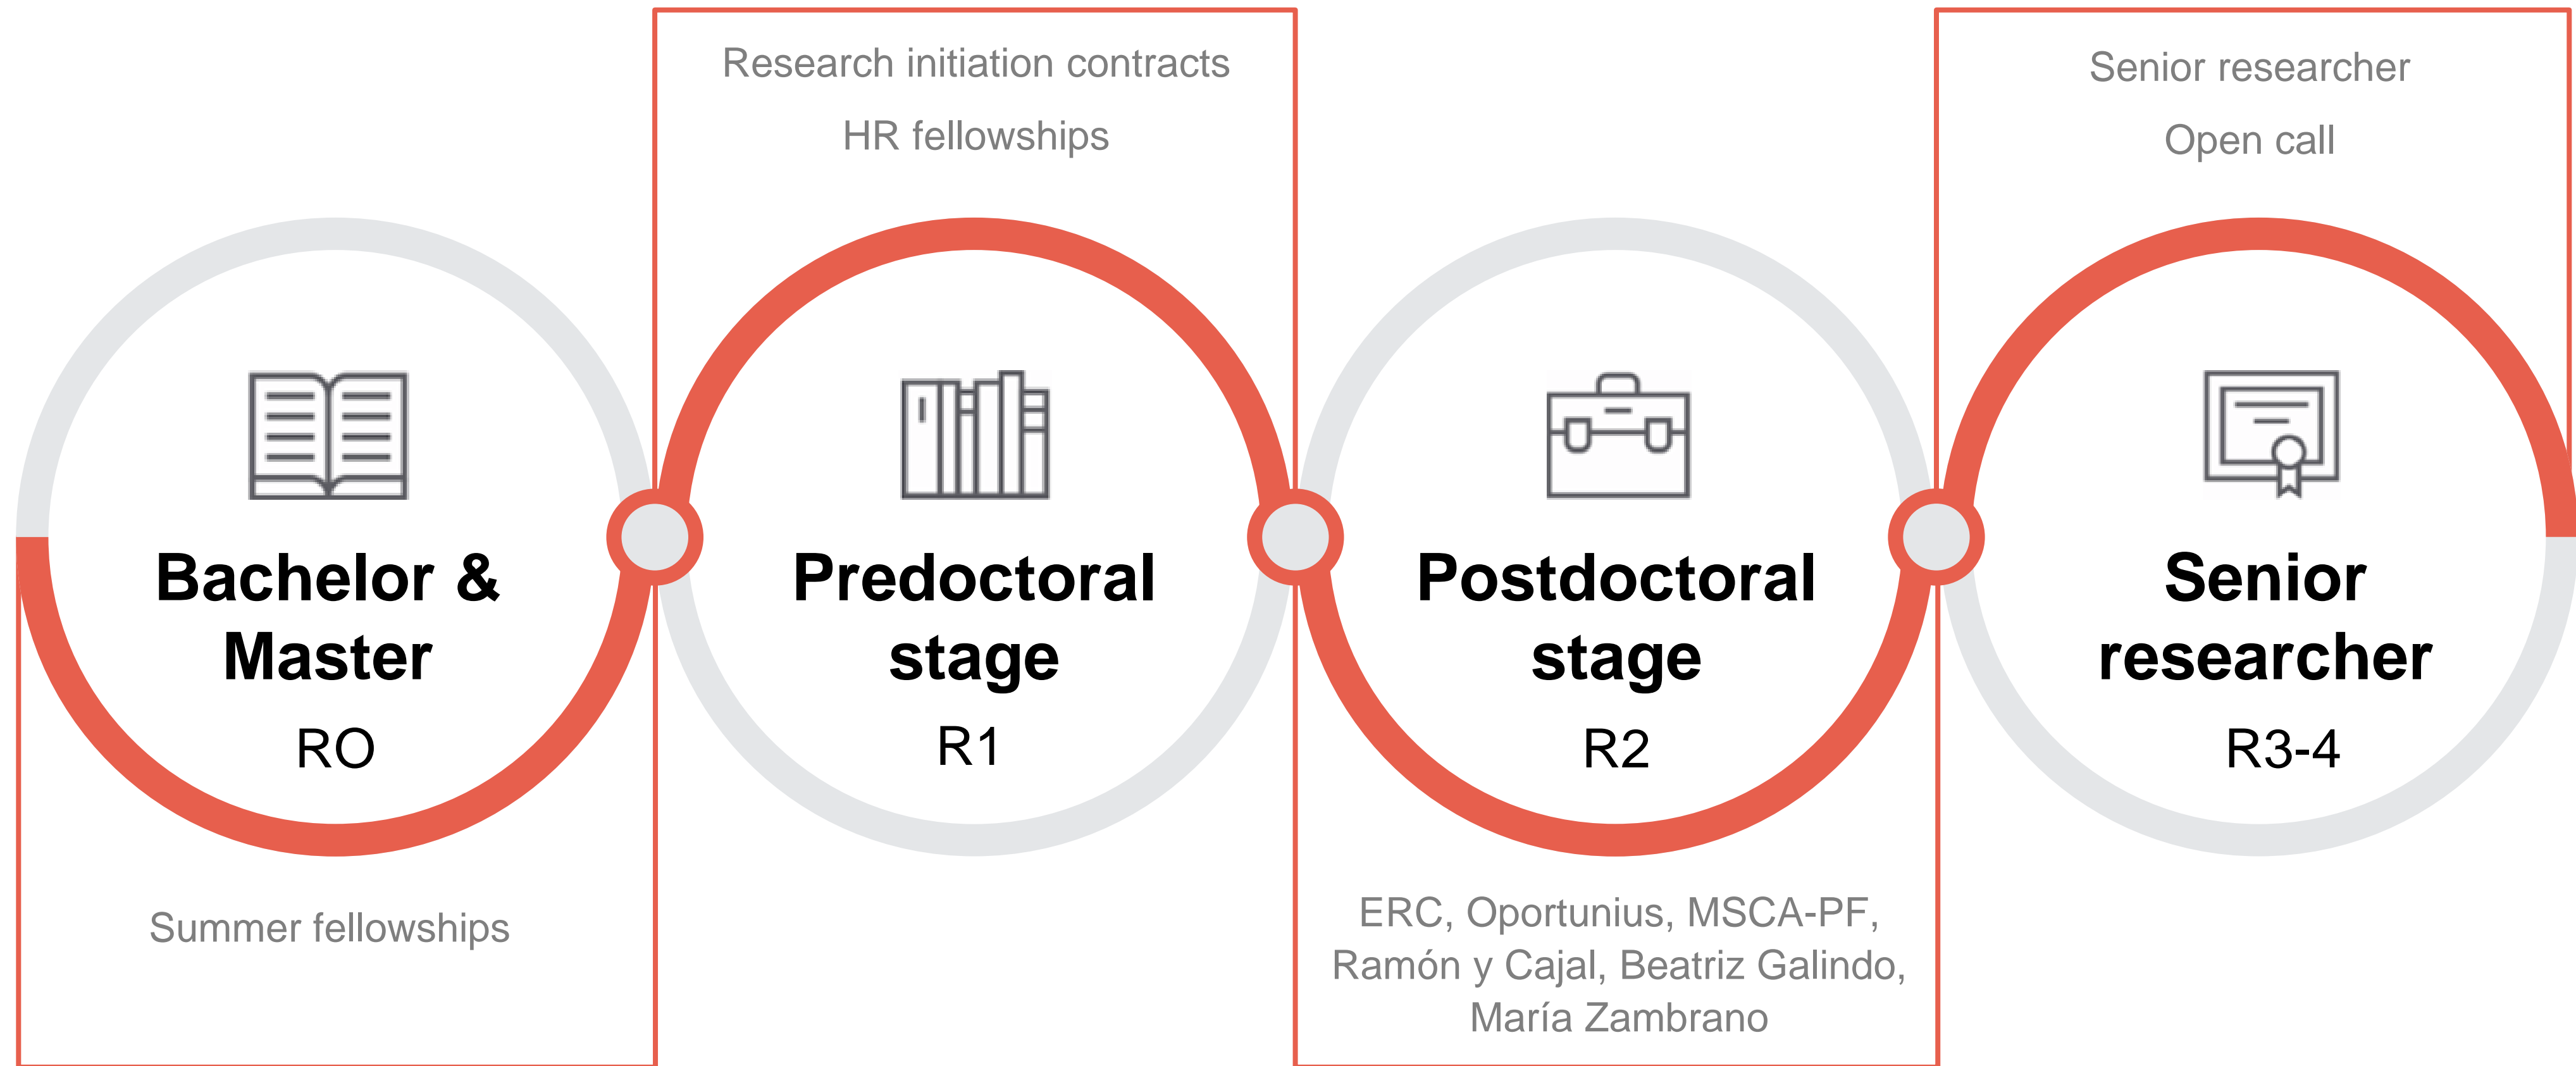 Research initiation contracts
HR fellowships
Senior researcher
Open call
Bachelor &
Master
RO
Predoctoral
stage
R1
Postdoctoral
stage
R2
Senior
researcher
R3-4
Summer fellowships
ERC, Oportunius, MSCA-PF,
Ramón y Cajal, Beatriz Galindo,
María Zambrano